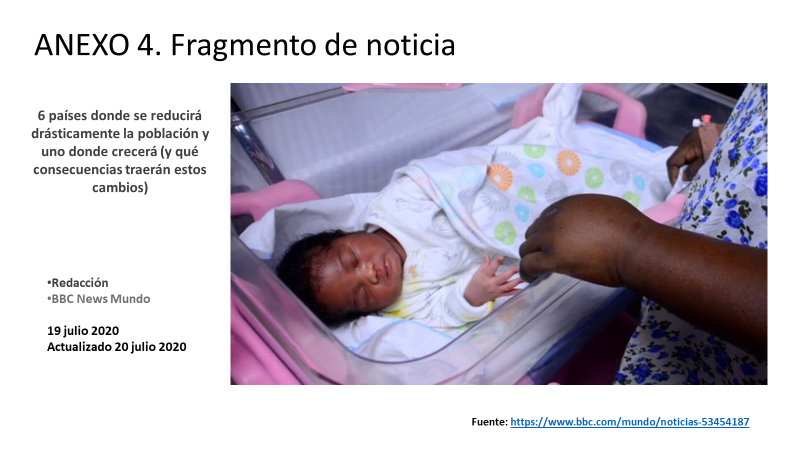 ANEXO 4. Fragmento de noticia
6 países donde se reducirá
drásticamente la población y
uno donde crecerá (y qué
consecuencias traerán estos
cambios)
•Redacción
•BBC News Mundo
19 julio 2020
Actualizado 20 julio 2020
Fuente: https://www.bbc.com/mundo/noticias-53454187